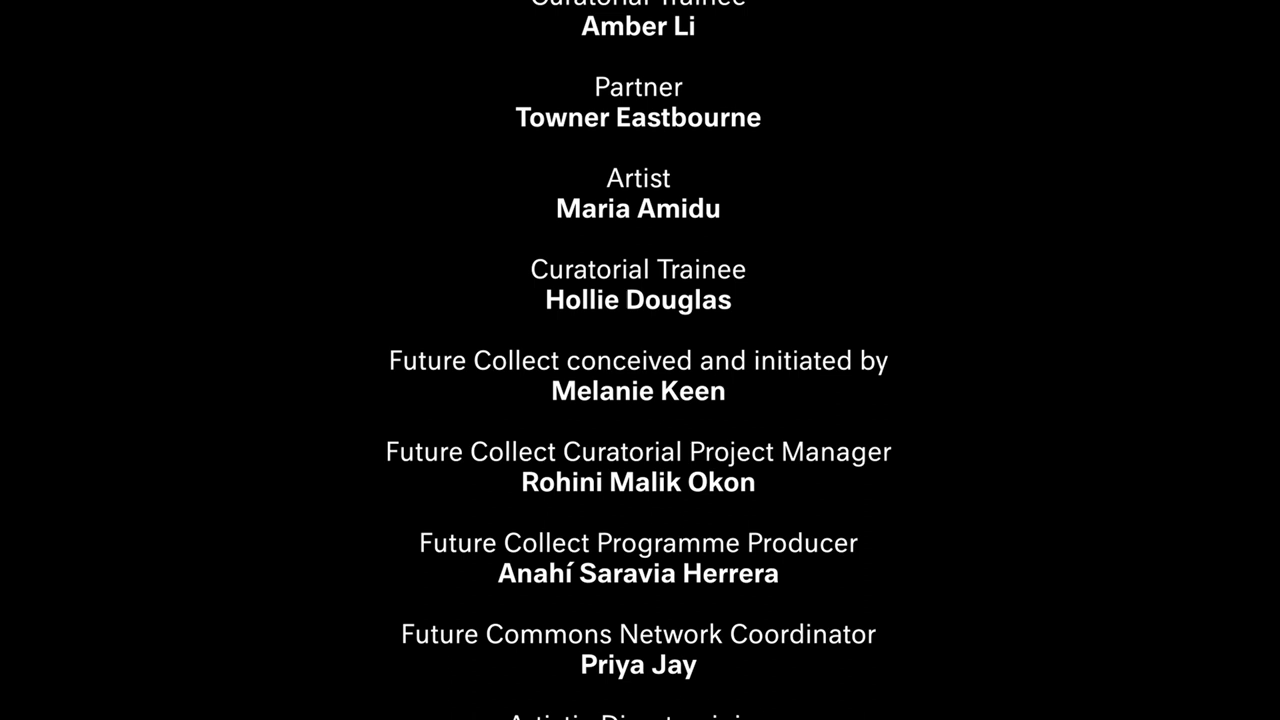 Curatorial Trainee
Amber Li
Partner
Towner Eastbourne
Artist
Maria Amidu
Curatorial Trainee
Hollie Douglas
Future Collect conceived and initiated by
Melanie Keen
Future Collect Curatorial Project Manager
Rohini Malik Okon
Future Collect Programme Producer
Anahí Saravia Herrera
Future Commons Network Coordinator
Priya Jay